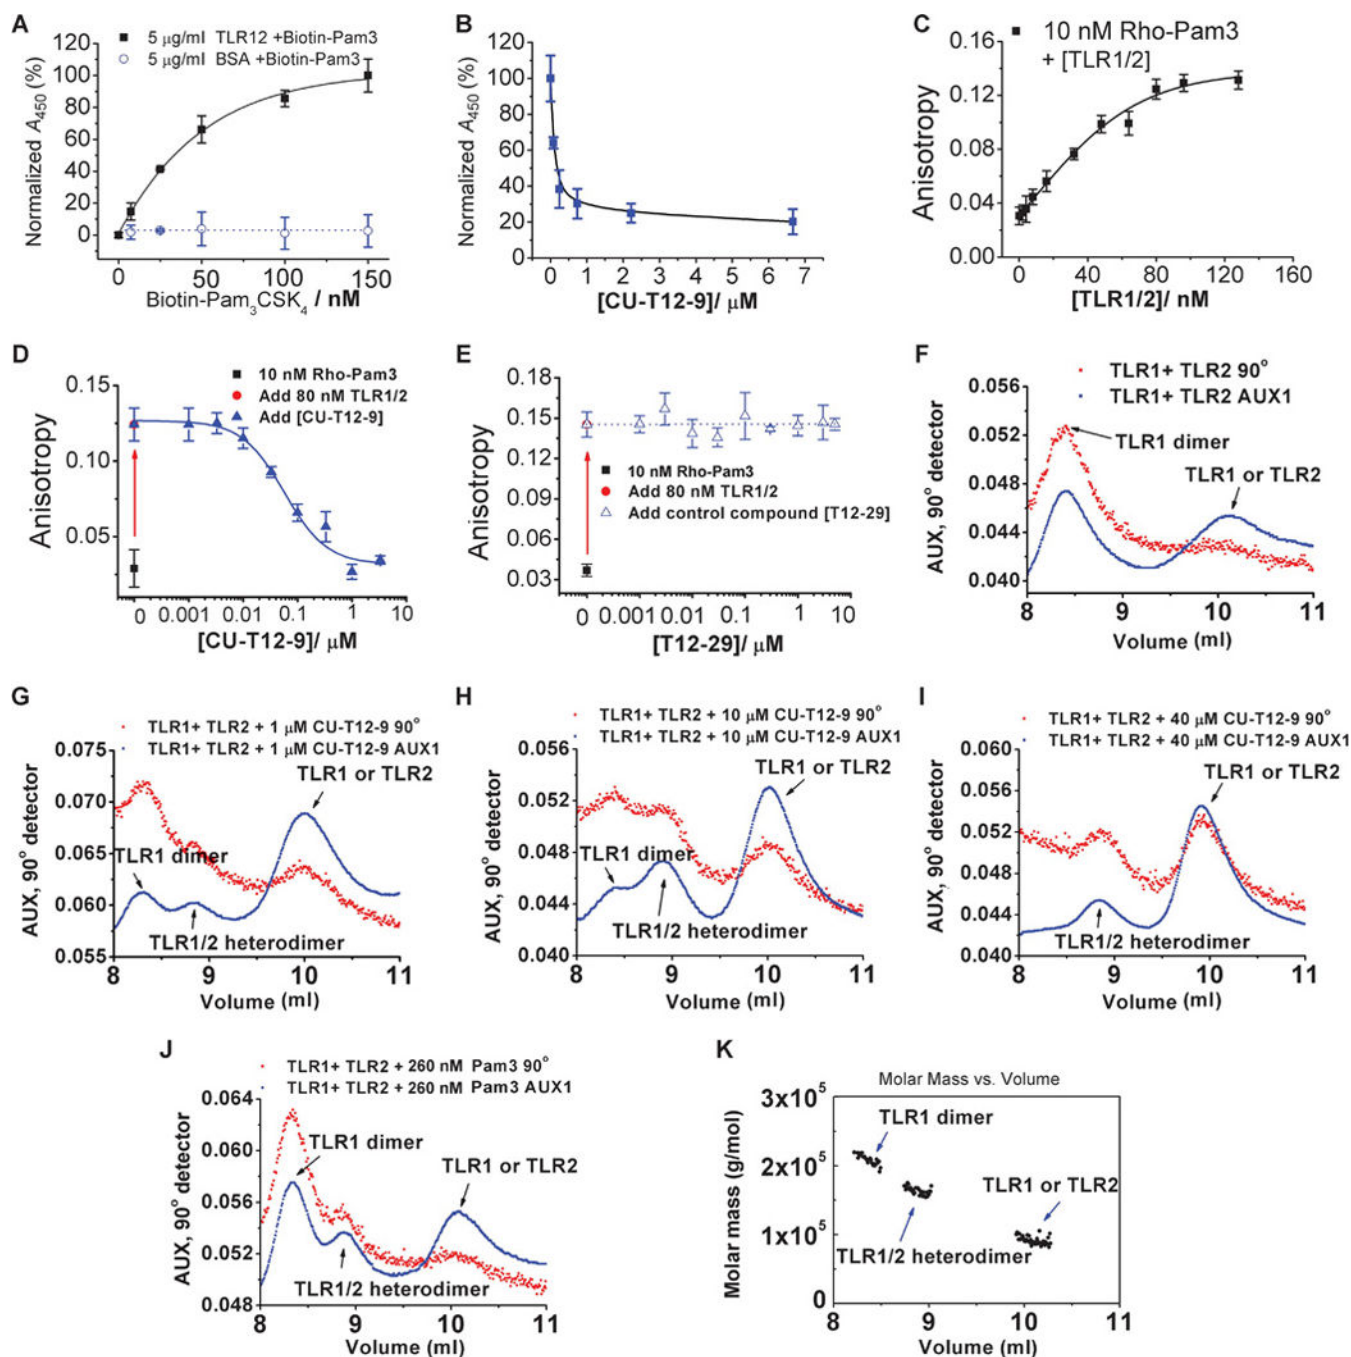 A
5 μg/ml TLR12 +Biotin-Pam3
5 μg/ml BSA +Biotin-Pam3
Normalized A450 (%)
120
100
80
60
40
20
0
0 50 100 150
Biotin-Pam3CSK4 / nM
B
Normalized A450 (%)
120
100
80
60
40
20
0
0 1 2 3 4 5 6 7
[CU-T12-9]/ μM
C
10 nM Rho-Pam3
+ [TLR1/2]
Anisotropy
0.16
0.12
0.08
0.04
0.00
0 40 80 120 160
[TLR1/2]/ nM
D
10 nM Rho-Pam3
Add 80 nM TLR1/2
Add [CU-T12-9]
Anisotropy
0.15
0.10
0.05
0 0.001 0.01 0.1 1 10
[CU-T12-9]/ μM
E
Anisotropy
0.18
0.15
0.12
0.09
0.06
0.03
10 nM Rho-Pam3
Add 80 nM TLR1/2
Add control compound [T12-29]
0 0.001 0.01 0.1 1 10
[T12-29]/ μM
F
TLR1+ TLR2 90°
TLR1+ TLR2 AUX1
AUX, 90° detector
0.056
0.052
0.048
0.044
0.040
TLR1 dimer
TLR1 or TLR2
8 9 10 11
Volume (ml)
G
TLR1+ TLR2 + 1 μM CU-T12-9 90°
TLR1+ TLR2 + 1 μM CU-T12-9 AUX1
AUX, 90° detector
0.075
0.070
0.065
0.060
0.055
TLR1 or TLR2
TLR1 dimer
TLR1/2 heterodimer
8 9 10 11
Volume (ml)
H
TLR1+ TLR2 + 10 μM CU-T12-9 90°
TLR1+ TLR2 + 10 μM CU-T12-9 AUX1
AUX, 90° detector
0.056
0.052
0.048
0.044
0.040
TLR1 or TLR2
TLR1 dimer
TLR1/2 heterodimer
8 9 10 11
Volume (ml)
I
TLR1+ TLR2 + 40 μM CU-T12-9 90°
TLR1+ TLR2 + 40 μM CU-T12-9 AUX1
AUX, 90° detector
0.060
0.056
0.052
0.048
0.044
0.040
TLR1 or TLR2
TLR1/2 heterodimer
8 9 10 11
Volume (ml)
J
TLR1+ TLR2 + 260 nM Pam3 90°
TLR1+ TLR2 + 260 nM Pam3 AUX1
AUX, 90° detector
0.064
0.060
0.056
0.052
0.048
TLR1 dimer
TLR1 or TLR2
TLR1/2 heterodimer
8 9 10 11
Volume (ml)
K
Molar Mass vs. Volume
Molar mass (g/mol)
3x10⁵
2x10⁵
1x10⁵
0
TLR1 dimer
TLR1 or TLR2
TLR1/2 heterodimer
8 9 10 11
Volume (ml)